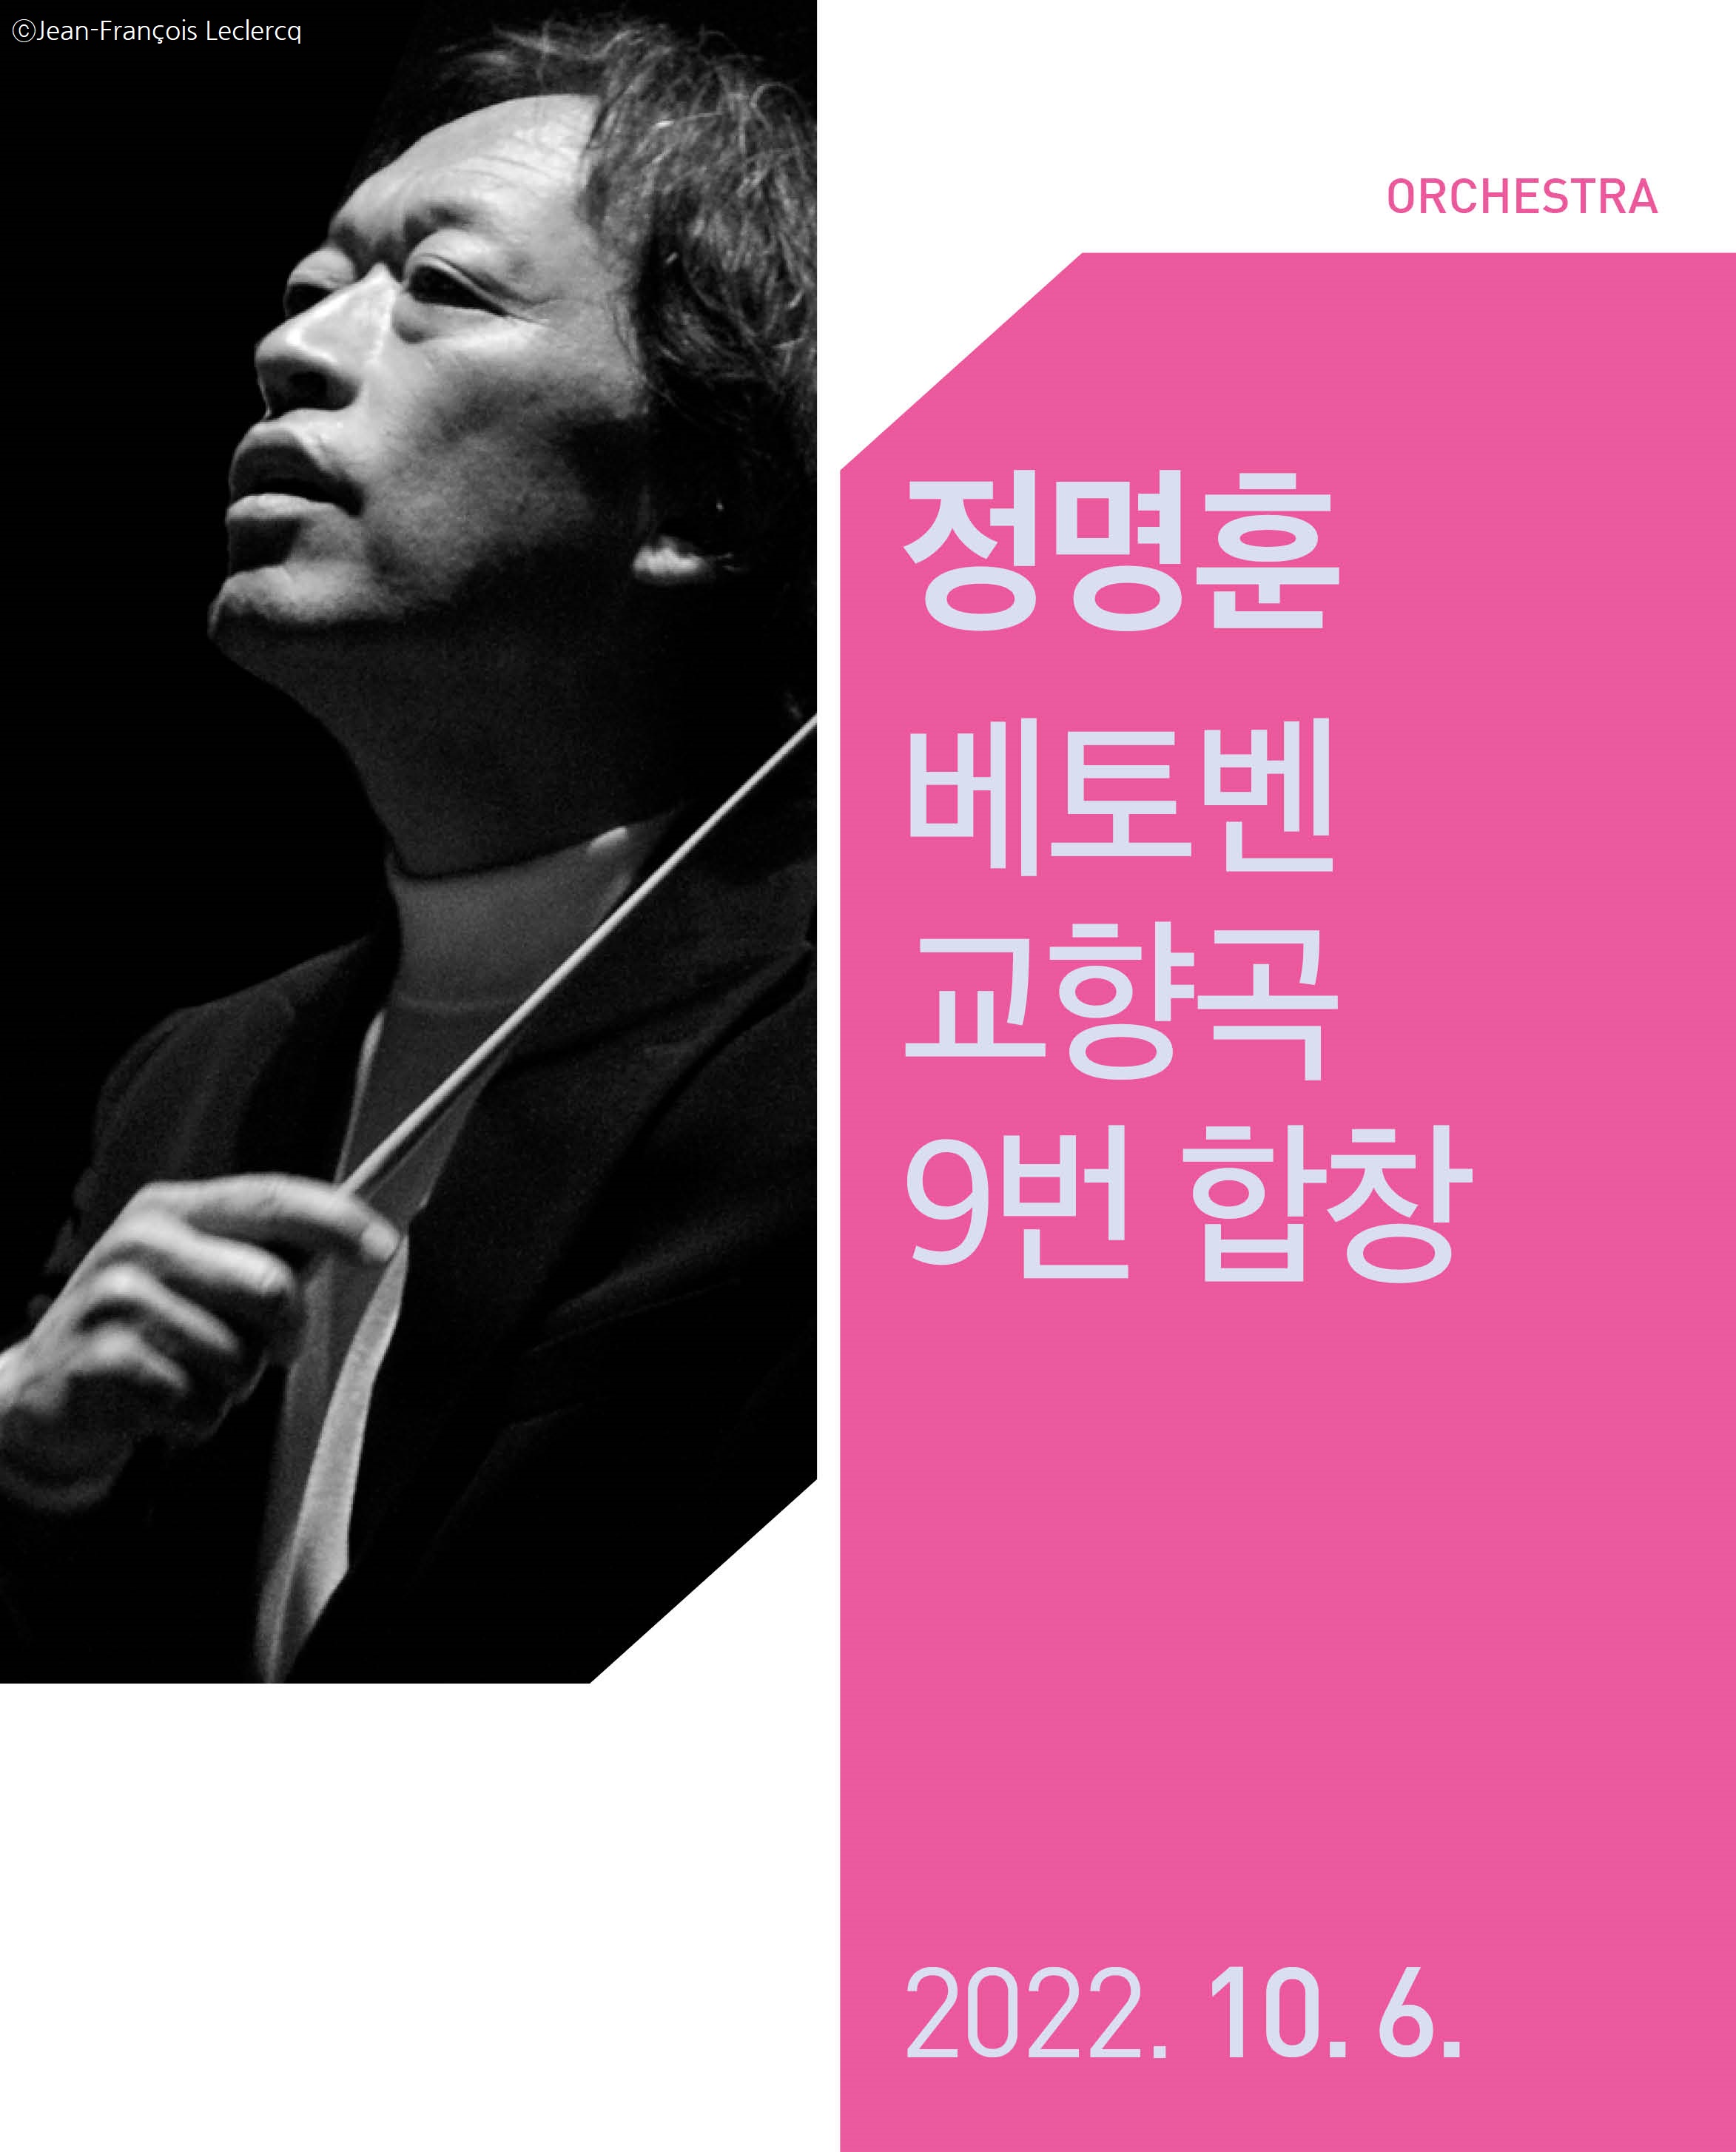 ⓒJean-François Leclercq
ORCHESTRA
정명훈
베토벤
교향곡
9번 합창
2022. 10. 6.